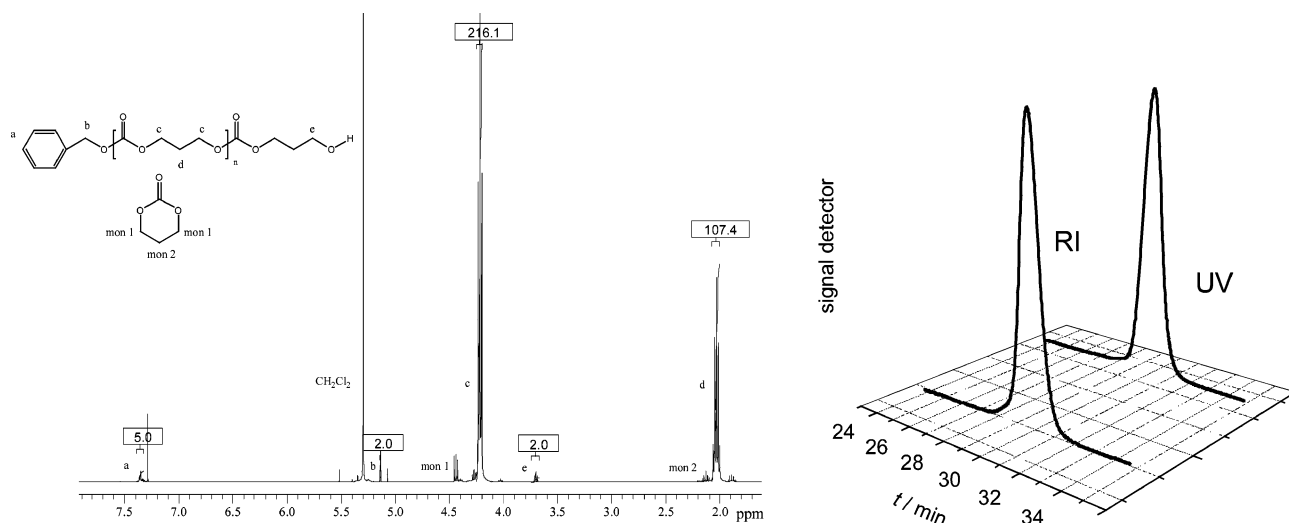 216.1
O
O
a
b
c
c
e
O
O
O
O
O
H
d
n
O
O
O
mon 1
mon 1
mon 2
107.4
5.0
2.0
2.0
CH2Cl2
a
b
mon 1
c
e
mon 2
d
7.5
7.0
6.5
6.0
5.5
5.0
4.5
4.0
3.5
3.0
2.5
2.0
ppm
signal detector
RI
UV
24
26
28
30
32
34
t / min